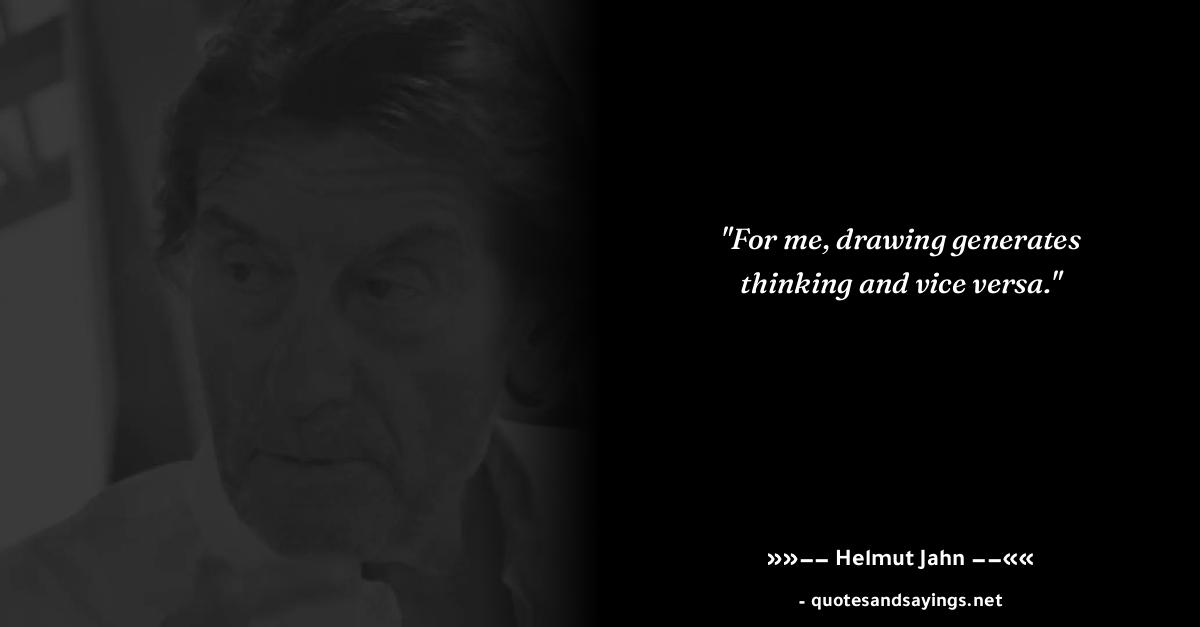 "For me, drawing generates
thinking and vice versa."
»»−− Helmut Jahn −−««
- quotesandsayings.net